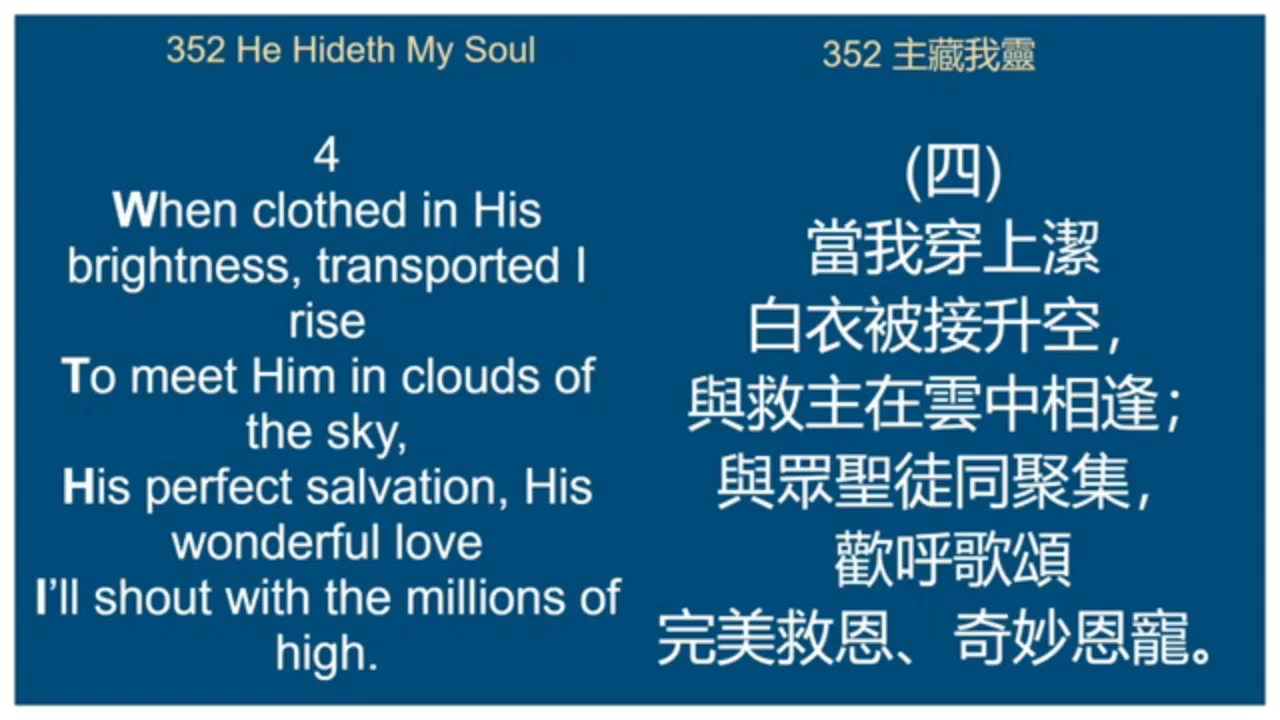 352 He Hideth My Soul
4
When clothed in His
brightness, transported I
rise
To meet Him in clouds of
the sky,
His perfect salvation, His
wonderful love
I’ll shout with the millions of
high.
352 主藏我靈
(四)
當我穿上潔
白衣被接升空，
與救主在雲中相逢；
與眾聖徒同聚集，
歡呼歌頌
完美救恩、奇妙恩寵。